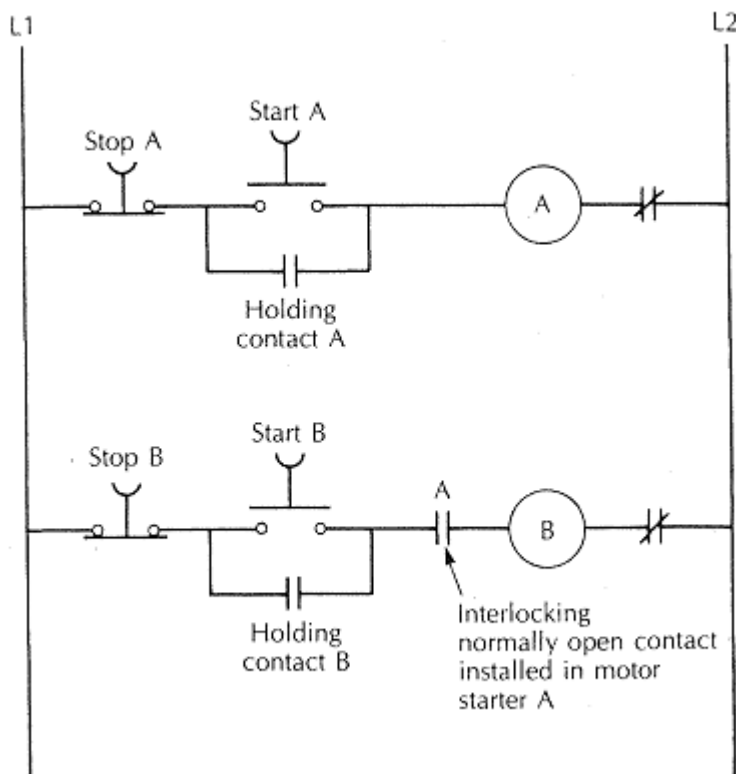 L1
L2
Start A
Stop A
A
Holding
contact A
Start B
Stop B
A
B
Interlocking
normally open contact
installed in motor
starter A
Holding
contact B